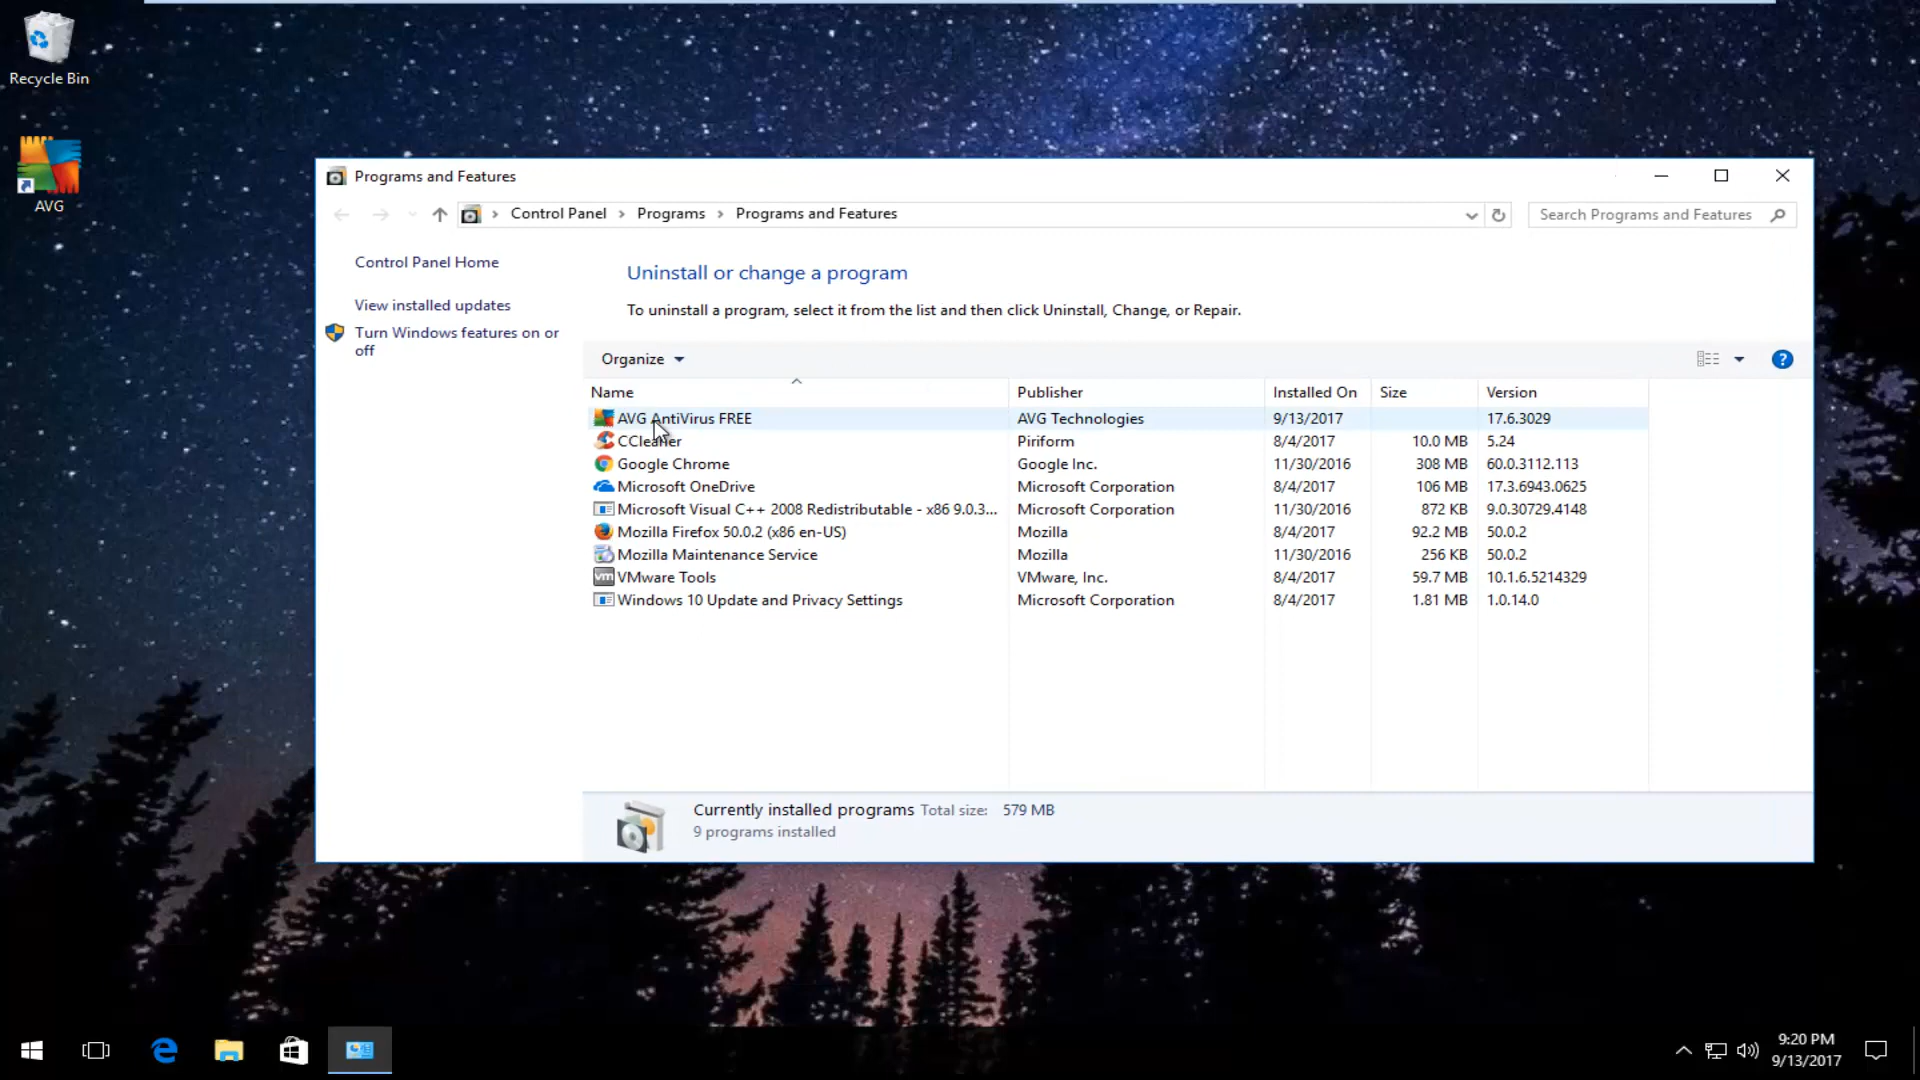 Recycle Bin
AVG
Programs and Features
Control Panel
Programs
Programs and Features
Search Programs and Features
Control Panel Home
View installed updates
Turn Windows features on or
off
Uninstall or change a program
To uninstall a program, select it from the list and then click Uninstall, Change, or Repair.
Organize
Name Publisher Installed On Size Version
AVG AntiVirus FREE AVG Technologies 9/13/2017 17.6.3029
CCleaner Piriform 8/4/2017 10.0 MB 5.24
Google Chrome Google Inc. 11/30/2016 308 MB 60.0.3112.113
Microsoft OneDrive Microsoft Corporation 8/4/2017 106 MB 17.3.6943.0625
Microsoft Visual C++ 2008 Redistributable - x86 9.0.3... Microsoft Corporation 11/30/2016 872 KB 9.0.30729.4148
Mozilla Firefox 50.0.2 (x86 en-US) Mozilla 8/4/2017 92.2 MB 50.0.2
Mozilla Maintenance Service Mozilla 11/30/2016 256 KB 50.0.2
VMware Tools VMware, Inc. 8/4/2017 59.7 MB 10.1.6.5214329
Windows 10 Update and Privacy Settings Microsoft Corporation 8/4/2017 1.81 MB 1.0.14.0
Currently installed programs Total size: 579 MB
9 programs installed
9:20 PM
9/13/2017